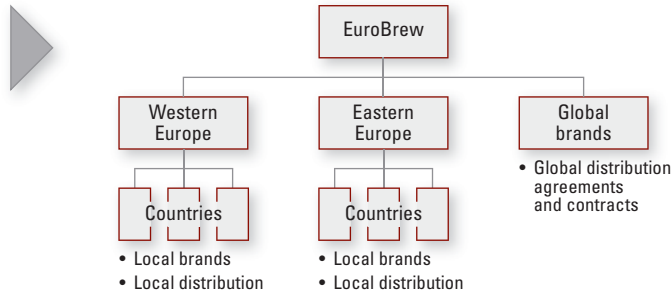 EuroBrew
Western
Europe
Eastern
Europe
Global
brands
• Global distribution
agreements
and contracts
Countries
Countries
• Local brands
• Local distribution
• Local brands
• Local distribution